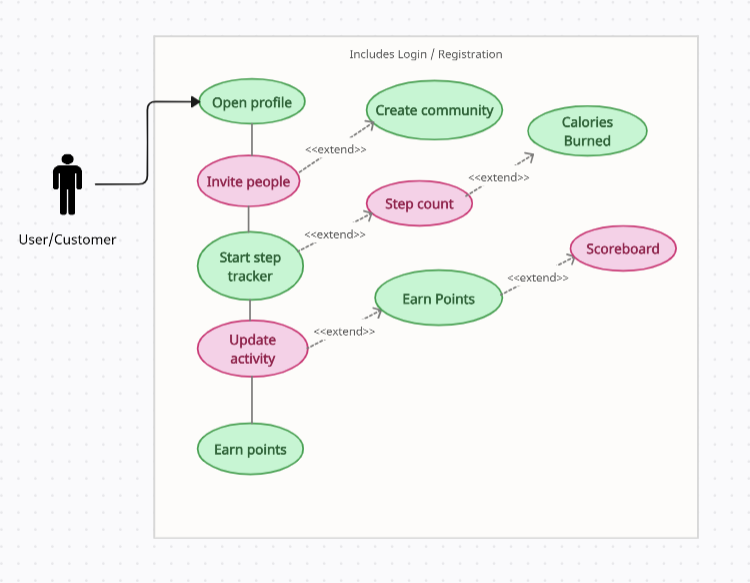 Includes Login / Registration
Open profile
Create community
Calories
Burned
<<extend>>
Invite people
<<extend>>
Step count
User/Customer
<<extend>>
Start step
tracker
Scoreboard
<<extend>>
Earn Points
<<extend>>
Update
activity
Earn points